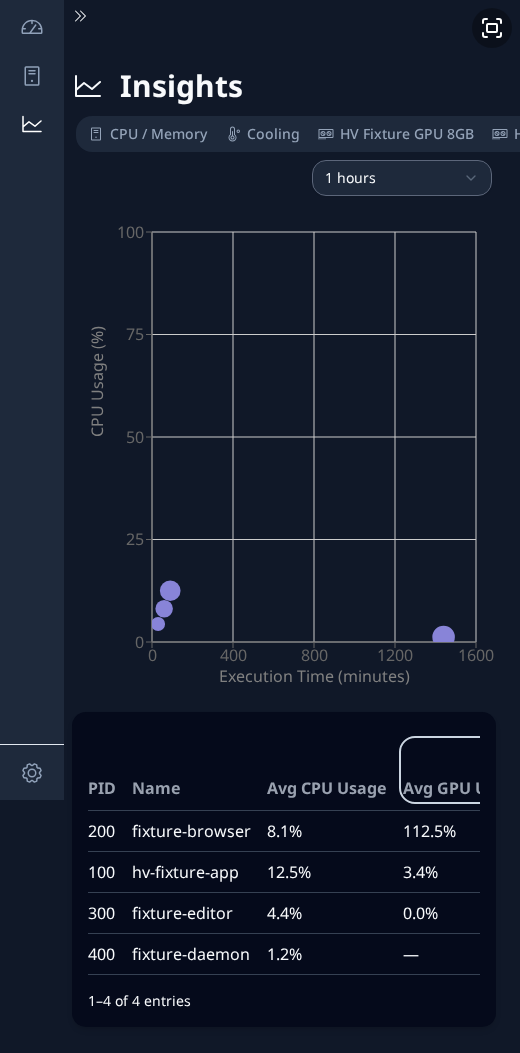 Insights
CPU / Memory Cooling HV Fixture GPU 8GB H
1 hours
100
75
50
25
0
CPU Usage (%)
0 400 800 1200 1600
Execution Time (minutes)
PID Name Avg CPU Usage Avg GPU U
200 fixture-browser 8.1% 112.5%
100 hv-fixture-app 12.5% 3.4%
300 fixture-editor 4.4% 0.0%
400 fixture-daemon 1.2% —
1–4 of 4 entries